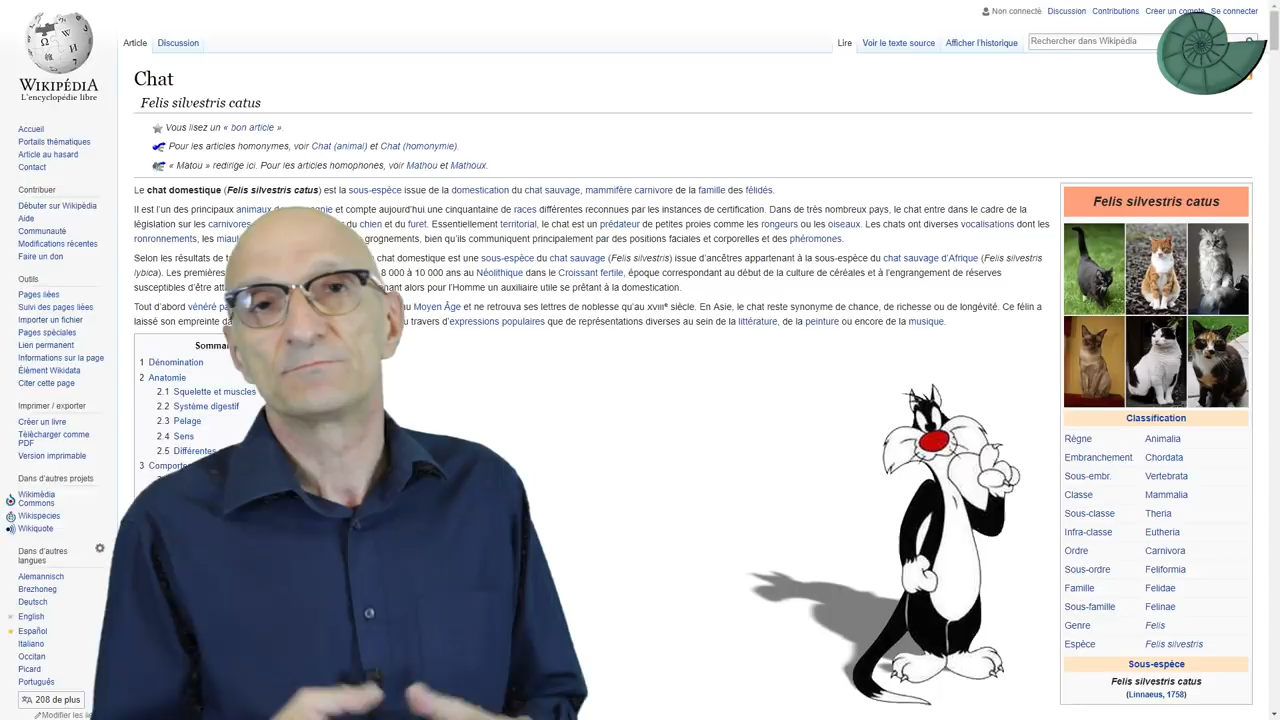 Non connecté Discussion Contributions Créer un compte Se connecter
WIKIPÉDIA
L'encyclopédie libre
Article Discussion
Lire Voir le texte source Afficher l'historique Rechercher dans Wikipédia
Chat
Felis silvestris catus
Vous lisez un « bon article ».
Pour les articles homonymes, voir Chat (animal) et Chat (homonymie).
« Matou » redirige ici. Pour les articles homophones, voir Mathou et Mathoux.
Le chat domestique (Felis silvestris catus) est la sous-espèce issue de la domestication du chat sauvage, mammifère carnivore de la famille des félidés.
Il est l'un des principaux animaux de compagnie et compte aujourd'hui une cinquantaine de races différentes reconnues par les instances de certification. Dans de très nombreux pays, le chat entre dans le cadre de la
législation sur les carnivores du chien et du furet. Essentiellement territorial, le chat est un prédateur de petites proies comme les rongeurs ou les oiseaux. Les chats ont diverses vocalisations dont les
ronronnements, les grognements, bien qu'ils communiquent principalement par des positions faciales et corporelles et des phéromones.
Selon les résultats de chat domestique est une sous-espèce du chat sauvage (Felis silvestris) issue d'ancêtres appartenant à la sous-espèce du chat sauvage d'Afrique (Felis silvestris
lybica). Les premières 8 000 à 10 000 ans au Néolithique dans le Croissant fertile, époque correspondant au début de la culture de céréales et à l'engrangement de réserves
susceptibles d'être alors pour l'Homme un auxiliaire utile se prêtant à la domestication.
Tout d'abord vénéré Moyen Âge et ne retrouva ses lettres de noblesse qu'au XVIIIe siècle. En Asie, le chat reste synonyme de chance, de richesse ou de longévité. Ce félin a
laissé son empreinte travers d'expressions populaires que de représentations diverses au sein de la littérature, de la peinture ou encore de la musique.
1 Dénomination
2 Anatomie
2.1 Squelette et muscles
2.2 Système digestif
2.3 Pelage
2.4 Sens
2.5
3
Accueil
Portails thématiques
Article au hasard
Contact
Contribuer
Débuter sur Wikipédia
Aide
Communauté
Modifications récentes
Faire un don
Outils
Pages liées
Suivi des pages liées
Importer un fichier
Pages spéciales
Lien permanent
Informations sur la page
Élément Wikidata
Citer cette page
Imprimer / exporter
Créer un livre
Télécharger comme
PDF
Version imprimable
Dans d'autres projets
Wikimédia
Commons
Wikispecies
Wikiquote
Dans d'autres
langues
Alemannisch
Brezhoneg
Deutsch
English
Español
Italiano
Occitan
Picard
Português
208 de plus
Modifier les
Felis silvestris catus
Classification
Règne Animalia
Embranchement Chordata
Sous-embr. Vertebrata
Classe Mammalia
Sous-classe Theria
Infra-classe Eutheria
Ordre Carnivora
Sous-ordre Feliformia
Famille Felidae
Sous-famille Felinae
Genre Felis
Espèce Felis silvestris
Sous-espèce
Felis silvestris catus
(Linnaeus, 1758)